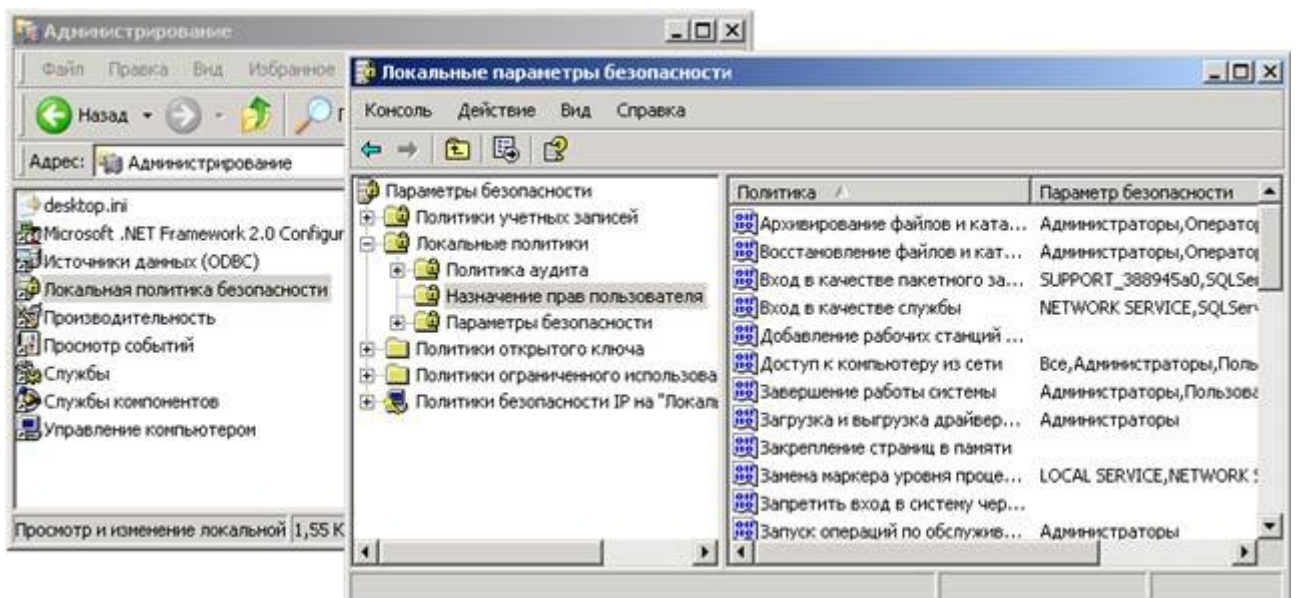 Администрирование
Файл Правка Вид Избранное
Назад
Адрес: Администрирование
desktop.ini
Microsoft .NET Framework 2.0 Configur
Источники данных (ODBC)
Локальная политика безопасности
Производительность
Просмотр событий
Службы
Службы компонентов
Управление компьютером
Просмотр и изменение локальной 1,55 К
Локальные параметры безопасности
Консоль Действие Вид Справка
Параметры безопасности
Политики учетных записей
Локальные политики
Политика аудита
Назначение прав пользователя
Параметры безопасности
Политики открытого ключа
Политики ограниченного использова
Политики безопасности IP на "Локал
Политика Параметр безопасности
Архивирование файлов и ката... Администраторы,Оператор
Восстановление файлов и кат... Администраторы,Оператор
Вход в качестве пакетного за... SUPPORT_388945a0,SQLSer
Вход в качестве службы NETWORK SERVICE,SQLSer
Добавление рабочих станций ...
Доступ к компьютеру из сети Все,Администраторы,Поль
Завершение работы системы Администраторы,Пользова
Загрузка и выгрузка драйвер... Администраторы
Закрепление страниц в памяти
Замена маркера уровня проце... LOCAL SERVICE,NETWORK S
Запретить вход в систему чер...
Запуск операций по обслужив... Администраторы